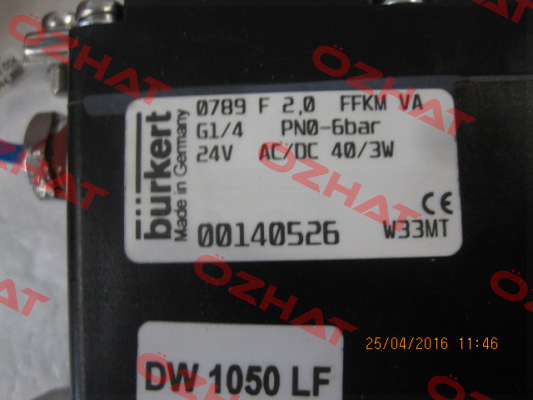 bürkert
Made in Germany
0789 F 2,0 FFKM VA
G1/4 PN0-6bar
24V AC/DC 40/3W
CE
00140526 W33MT
DW 1050 LF
25/04/2016 11:46
OZHAT
OZHAT
OZHAT
OZHAT
OZHAT
OZHAT